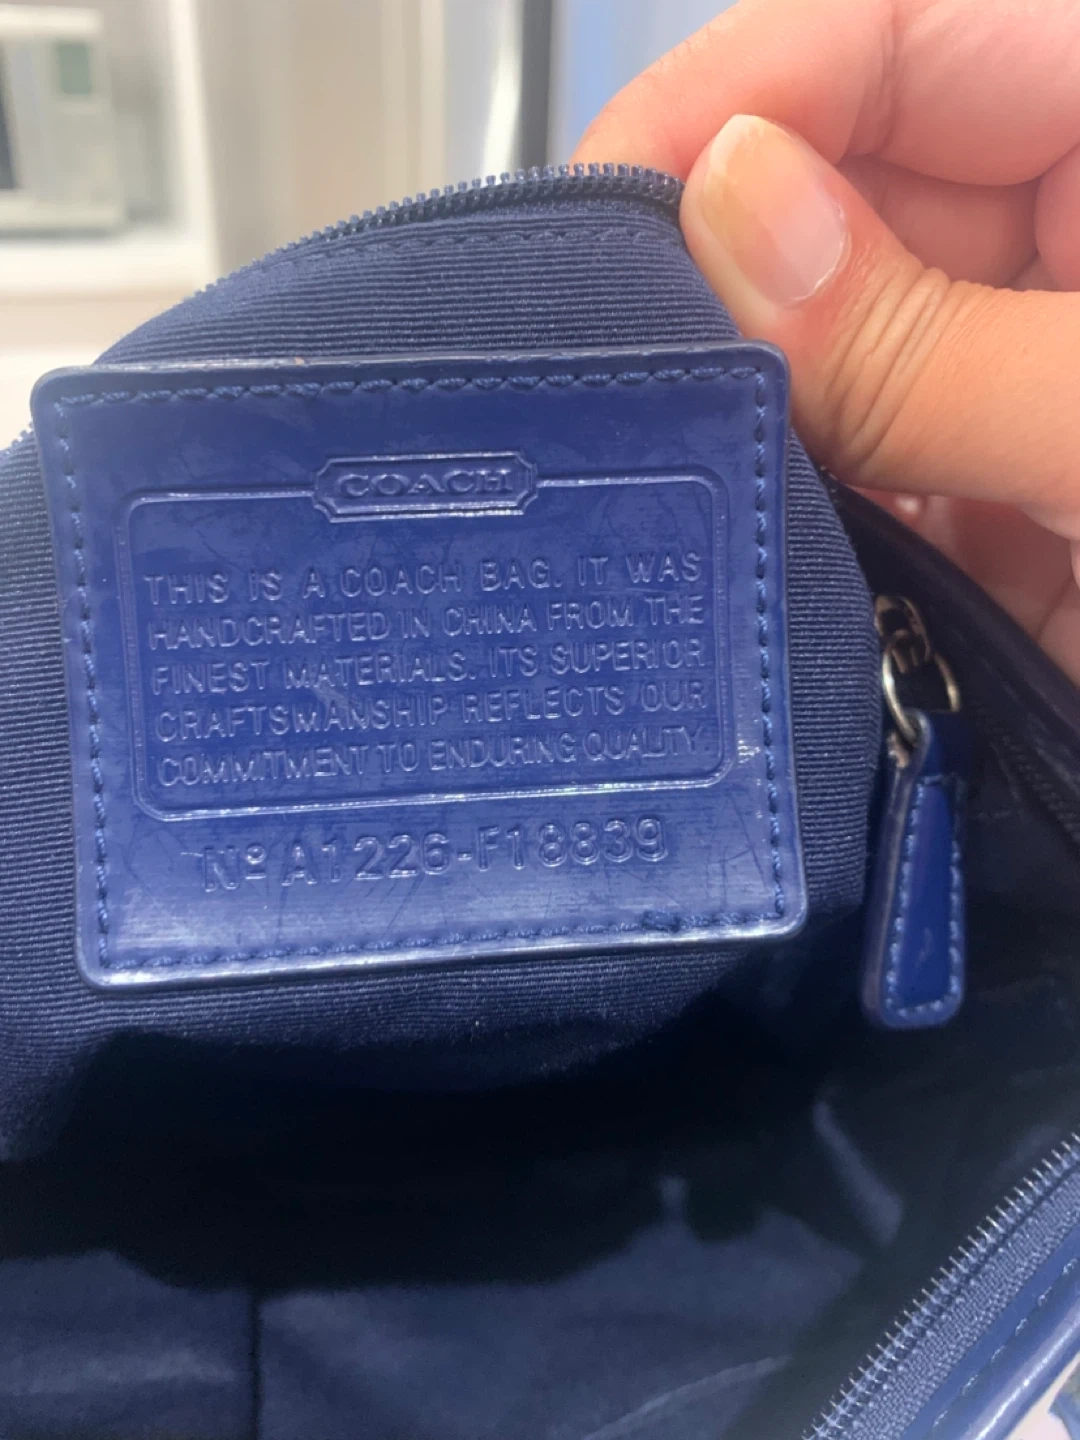 COACH
THIS IS A COACH BAG. IT WAS
HANDCRAFTED IN CHINA FROM THE
FINEST MATERIALS. ITS SUPERIOR
CRAFTSMANSHIP REFLECTS OUR
COMMITMENT TO ENDURING QUALITY.
Nº A1226-F18839